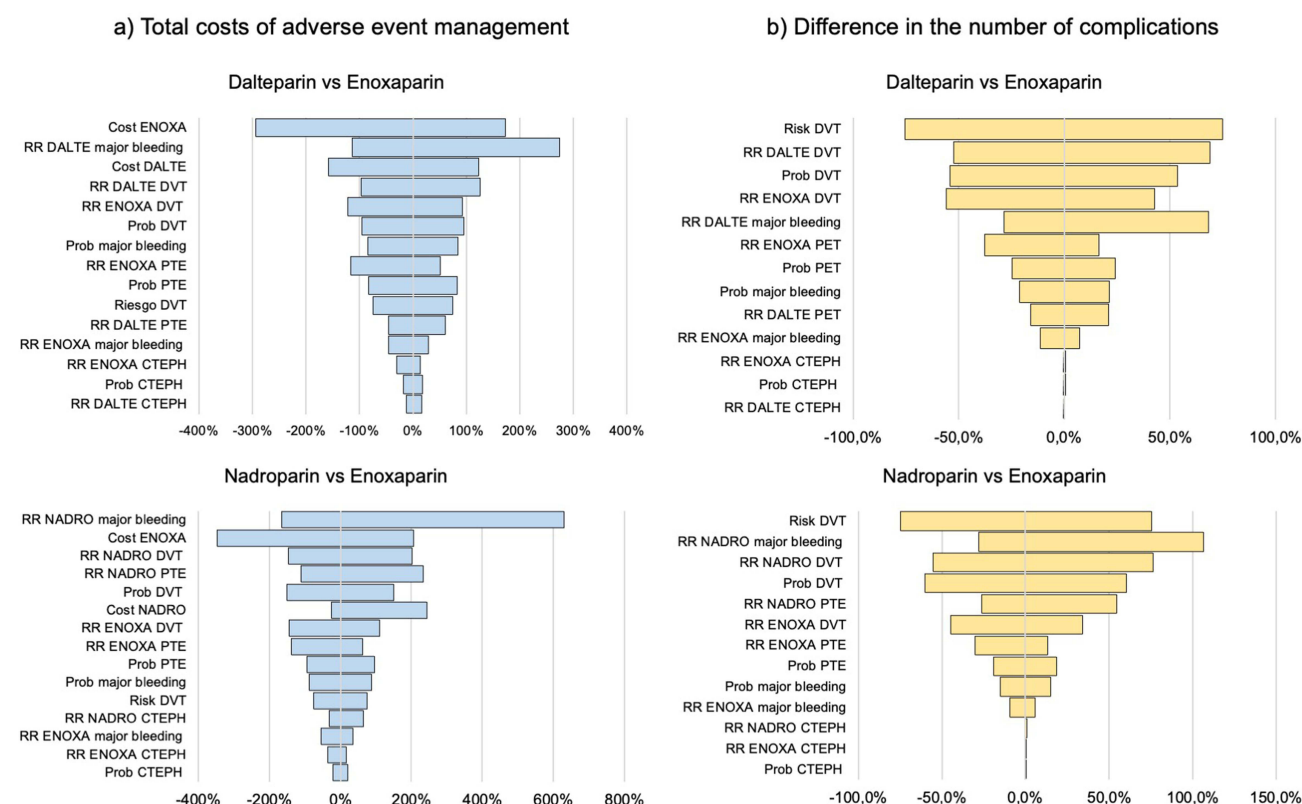 a) Total costs of adverse event management
Dalteparin vs Enoxaparin
Cost ENOXA
RR DALTE major bleeding
Cost DALTE
RR DALTE DVT
RR ENOXA DVT
Prob DVT
Prob major bleeding
RR ENOXA PTE
Prob PTE
Riesgo DVT
RR DALTE PTE
RR ENOXA major bleeding
RR ENOXA CTEPH
Prob CTEPH
RR DALTE CTEPH
-400% -300% -200% -100% 0% 100% 200% 300% 400%
Nadroparin vs Enoxaparin
RR NADRO major bleeding
Cost ENOXA
RR NADRO DVT
RR NADRO PTE
Prob DVT
Cost NADRO
RR ENOXA DVT
RR ENOXA PTE
Prob PTE
Prob major bleeding
Risk DVT
RR NADRO CTEPH
RR ENOXA major bleeding
RR ENOXA CTEPH
Prob CTEPH
-400% -200% 0% 200% 400% 600% 800%
b) Difference in the number of complications
Dalteparin vs Enoxaparin
Risk DVT
RR DALTE DVT
Prob DVT
RR ENOXA DVT
RR DALTE major bleeding
RR ENOXA PET
Prob PET
Prob major bleeding
RR DALTE PET
RR ENOXA major bleeding
RR ENOXA CTEPH
Prob CTEPH
RR DALTE CTEPH
-100,0% -50,0% 0,0% 50,0% 100,0%
Nadroparin vs Enoxaparin
Risk DVT
RR NADRO major bleeding
RR NADRO DVT
Prob DVT
RR NADRO PTE
RR ENOXA DVT
RR ENOXA PTE
Prob PTE
Prob major bleeding
RR ENOXA major bleeding
RR NADRO CTEPH
RR ENOXA CTEPH
Prob CTEPH
-100,0% -50,0% 0,0% 50,0% 100,0% 150,0%